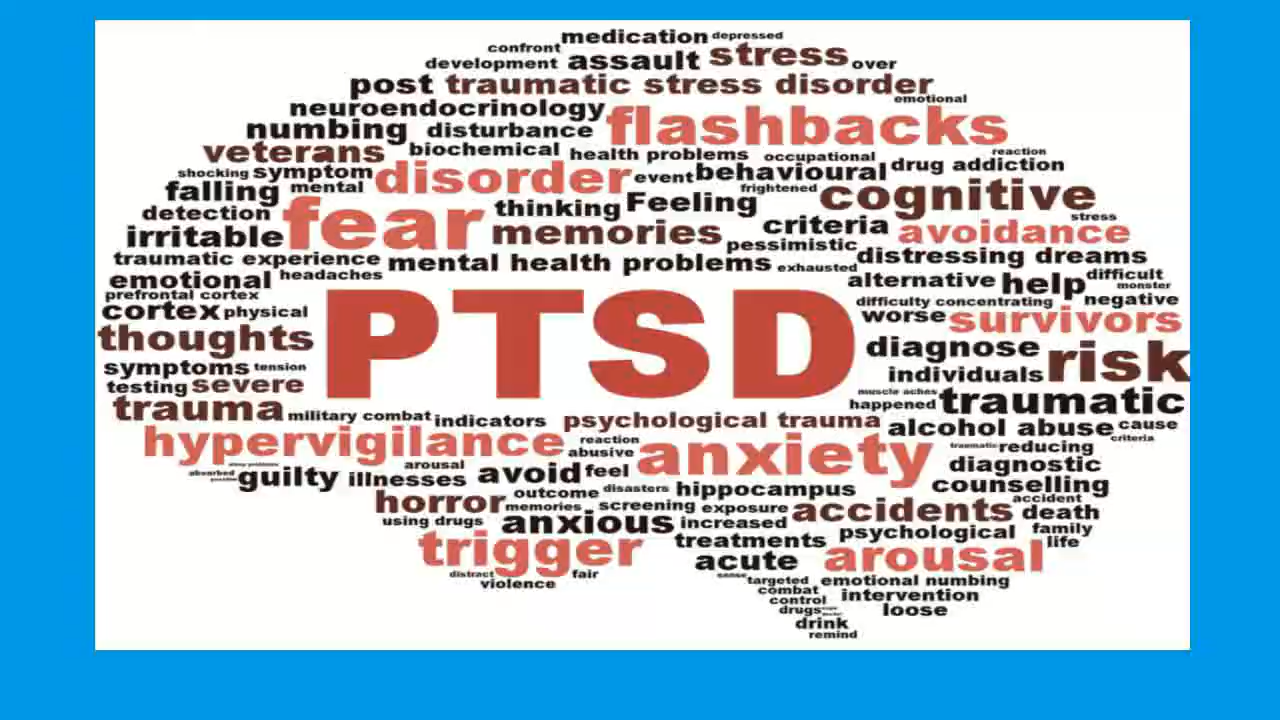 medication depressed
confront
development assault stress over
post traumatic stress disorder
neuroendocrinology emotional
numbing disturbance flashbacks
veterans biochemical health problems occupational reaction
shocking symptom disorder event behavioural drug addiction
falling mental frightened cognitive
detection fear thinking Feeling criteria stress
irritable memories pessimistic avoidance
traumatic experience mental health problems exhausted distressing dreams
emotional headaches alternative help difficult
monster
prefrontal cortex difficulty concentrating negative
cortex physical PTSD worse survivors
thoughts diagnose risk
symptoms tension individuals
testing severe muscle aches
trauma military combat indicators psychological trauma happened traumatic
hypervigilance reaction anxiety alcohol abuse cause
criteria
abusive traumatic reducing
absorbed guilty illnesses arousal avoid feel diagnostic
horror outcome disasters hippocampus counselling
memories screening exposure accidents accident death
using drugs anxious increased psychological family
trigger treatments life
acute arousal
distract fair sense targeted emotional numbing
violence combat intervention
control loose
drugs
drink
remind